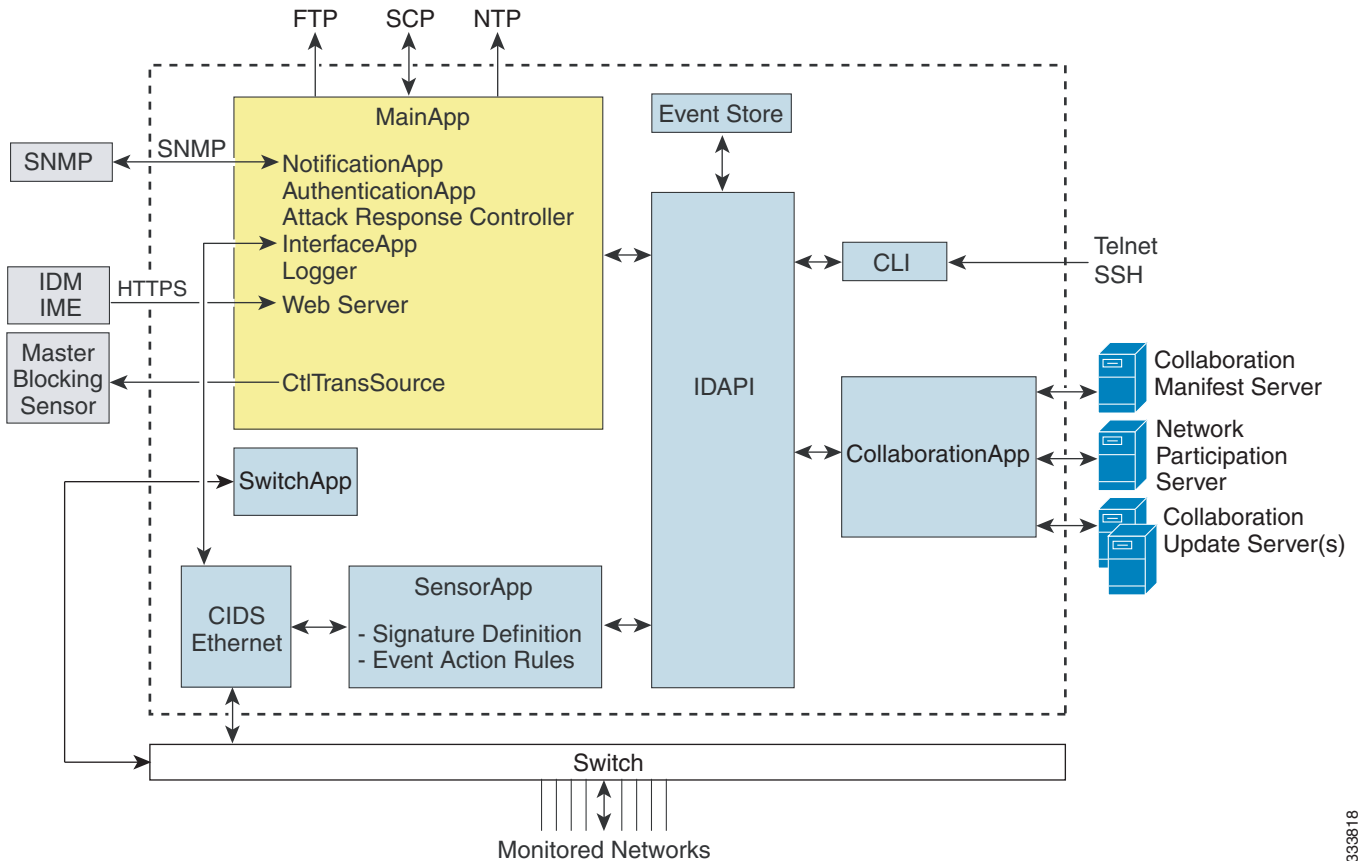 FTP
SCP
NTP
MainApp
NotificationApp
AuthenticationApp
Attack Response Controller
InterfaceApp
Logger
Web Server
CtlTransSource
SNMP
SNMP
IDM
IME
HTTPS
Master
Blocking
Sensor
Event Store
IDAPI
CLI
Telnet
SSH
CollaborationApp
Collaboration
Manifest Server
Network
Participation
Server
Collaboration
Update Server(s)
SwitchApp
CIDS
Ethernet
SensorApp
- Signature Definition
- Event Action Rules
Switch
Monitored Networks
333818